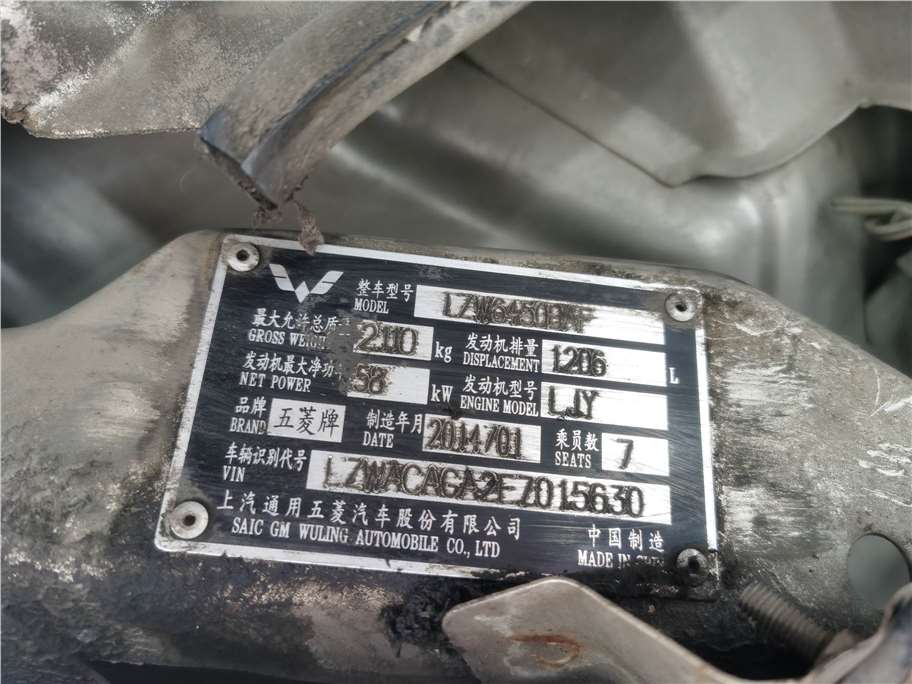 整车型号
MODEL
最大允许总质
GROSS WEIGH
2110 kg
发动机排量
DISPLACEMENT
1206 L
发动机最大净功
NET POWER
58 kW
发动机型号
ENGINE MODEL
LJY
品牌
BRAND
五菱牌
制造年月
DATE
2014/01
乘员数
SEATS
7
车辆识别代号
VIN
LZWACAGA2E7015630
上汽通用五菱汽车股份有限公司
SAIC GM WULING AUTOMOBILE CO., LTD
中国制造
MADE IN